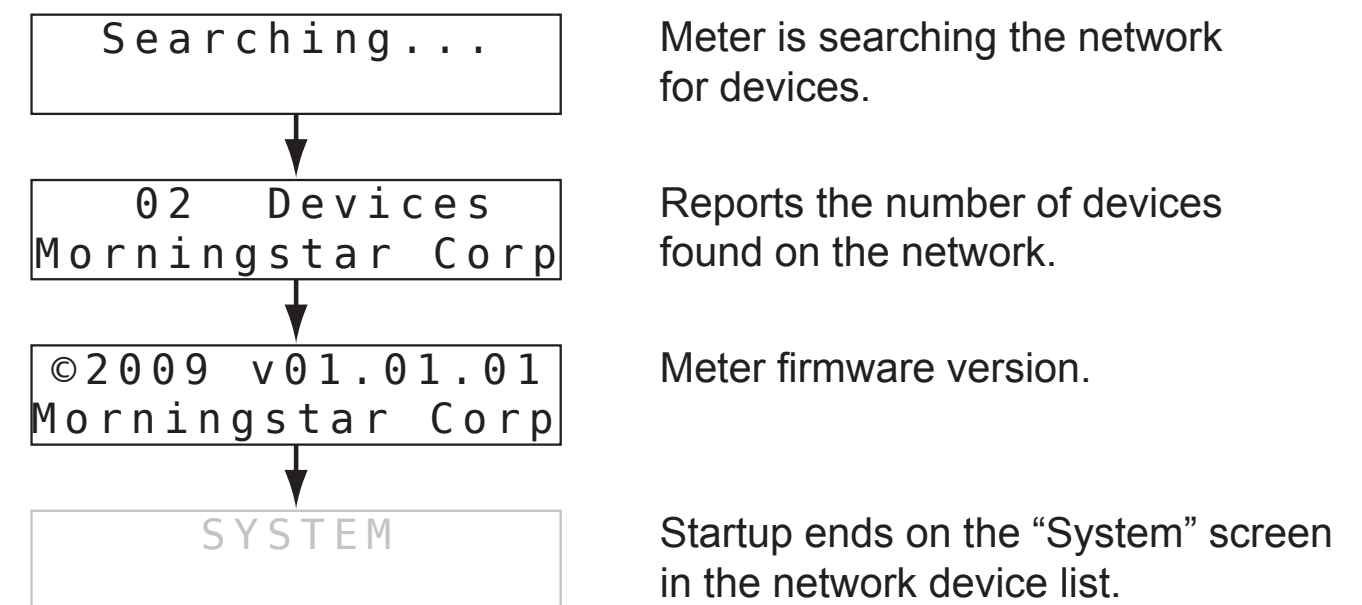 Searching...
Meter is searching the network
for devices.
02 Devices
Morningstar Corp
Reports the number of devices
found on the network.
©2009 v01.01.01
Morningstar Corp
Meter firmware version.
SYSTEM
Startup ends on the “System” screen
in the network device list.